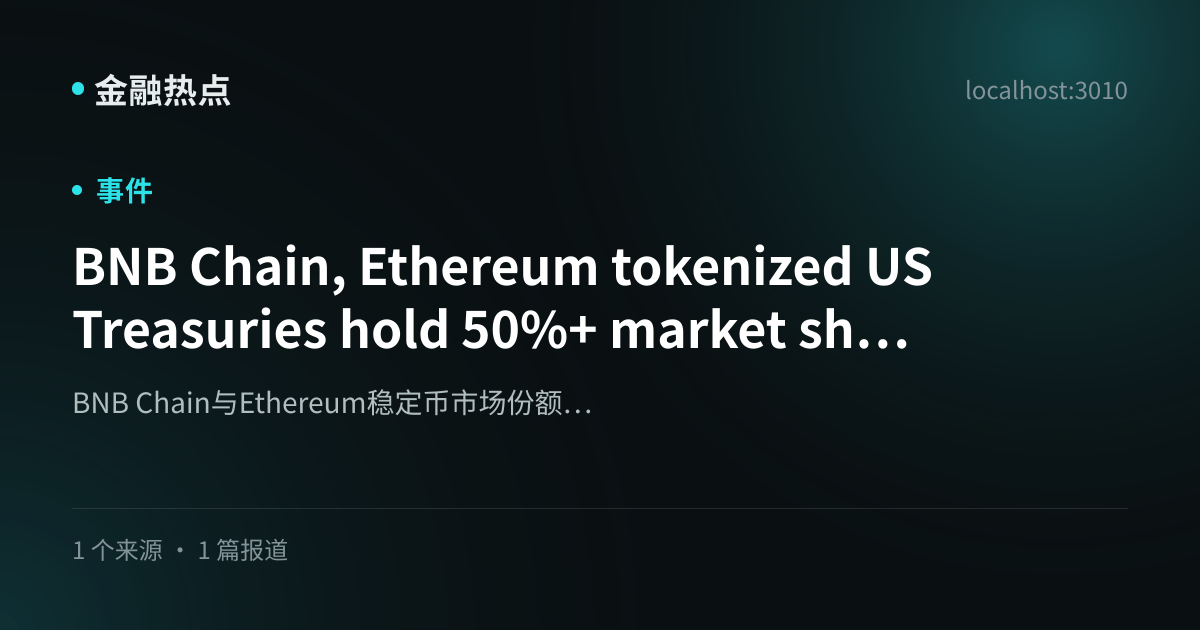 金融热点
localhost:3010
事件
BNB Chain, Ethereum tokenized US
Treasuries hold 50%+ market sh…
BNB Chain与Ethereum稳定币市场份额…
1 个来源 · 1 篇报道